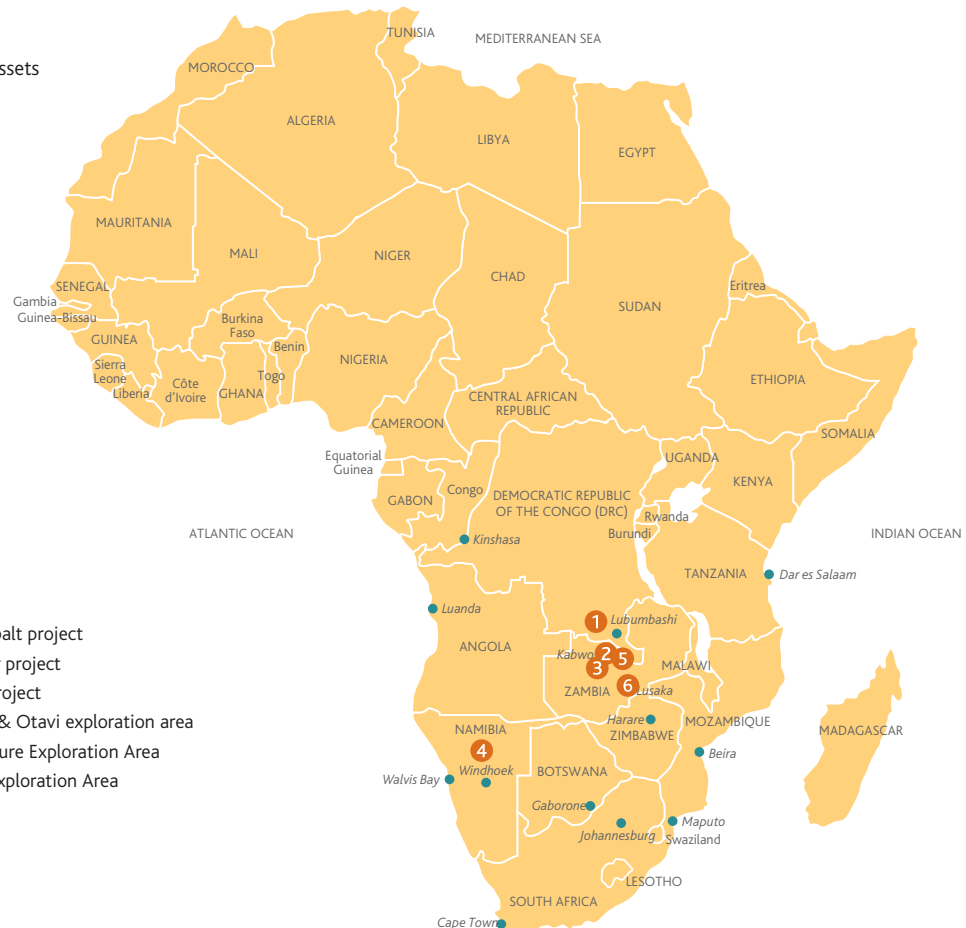 TUNISIA
MEDITERRANEAN SEA
ssets
MOROCCO
ALGERIA
LIBYA
EGYPT
MAURITANIA
MALI
NIGER
CHAD
SENEGAL
Eritrea
Gambia
SUDAN
Guinea-Bissau
Burkina
Faso
GUINEA
Benin
NIGERIA
Sierra
Leone
Togo
Côte
d'Ivoire
ETHIOPIA
Liberia
GHANA
CENTRAL AFRICAN
REPUBLIC
CAMEROON
SOMALIA
Equatorial
Guinea
UGANDA
KENYA
GABON
Congo
DEMOCRATIC REPUBLIC
OF THE CONGO (DRC)
Rwanda
ATLANTIC OCEAN
Kinshasa
Burundi
INDIAN OCEAN
TANZANIA
Dar es Salaam
Luanda
1
Lubumbashi
alt project
ANGOLA
2
5
project
3
MALAWI
roject
ZAMBIA
6
Lusaka
& Otavi exploration area
Harare
MOZAMBIQUE
NAMIBIA
ZIMBABWE
MADAGASCAR
ure Exploration Area
4
Beira
Windhoek
BOTSWANA
xploration Area
Walvis Bay
Gaborone
Maputo
Johannesburg
Swaziland
LESOTHO
SOUTH AFRICA
Cape Town